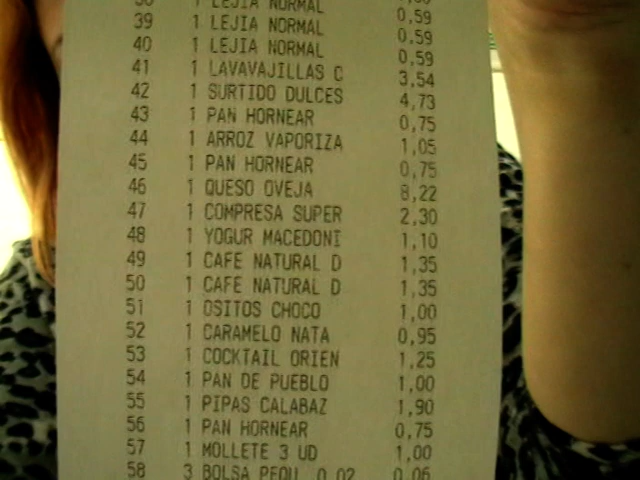 38 1 LEJIA NORMAL
39 1 LEJIA NORMAL 0,59
40 1 LEJIA NORMAL 0,59
41 1 LAVAVAJILLAS C 0,59
42 1 SURTIDO DULCES 3,54
43 1 PAN HORNEAR 4,73
44 1 ARROZ VAPORIZA 0,75
45 1 PAN HORNEAR 1,05
46 1 QUESO OVEJA 0,75
47 1 COMPRESA SUPER 8,22
48 1 YOGUR MACEDONI 2,30
49 1 CAFE NATURAL D 1,10
50 1 CAFE NATURAL D 1,35
51 1 OSITOS CHOCO 1,35
52 1 CARAMELO NATA 1,00
53 1 COCKTAIL ORIEN 0,95
54 1 PAN DE PUEBLO 1,25
55 1 PIPAS CALABAZ 1,00
56 1 PAN HORNEAR 1,90
57 1 MOLLETE 3 UD 0,75
58 3 BOLSA PEQU. 0,02 1,00
0,06